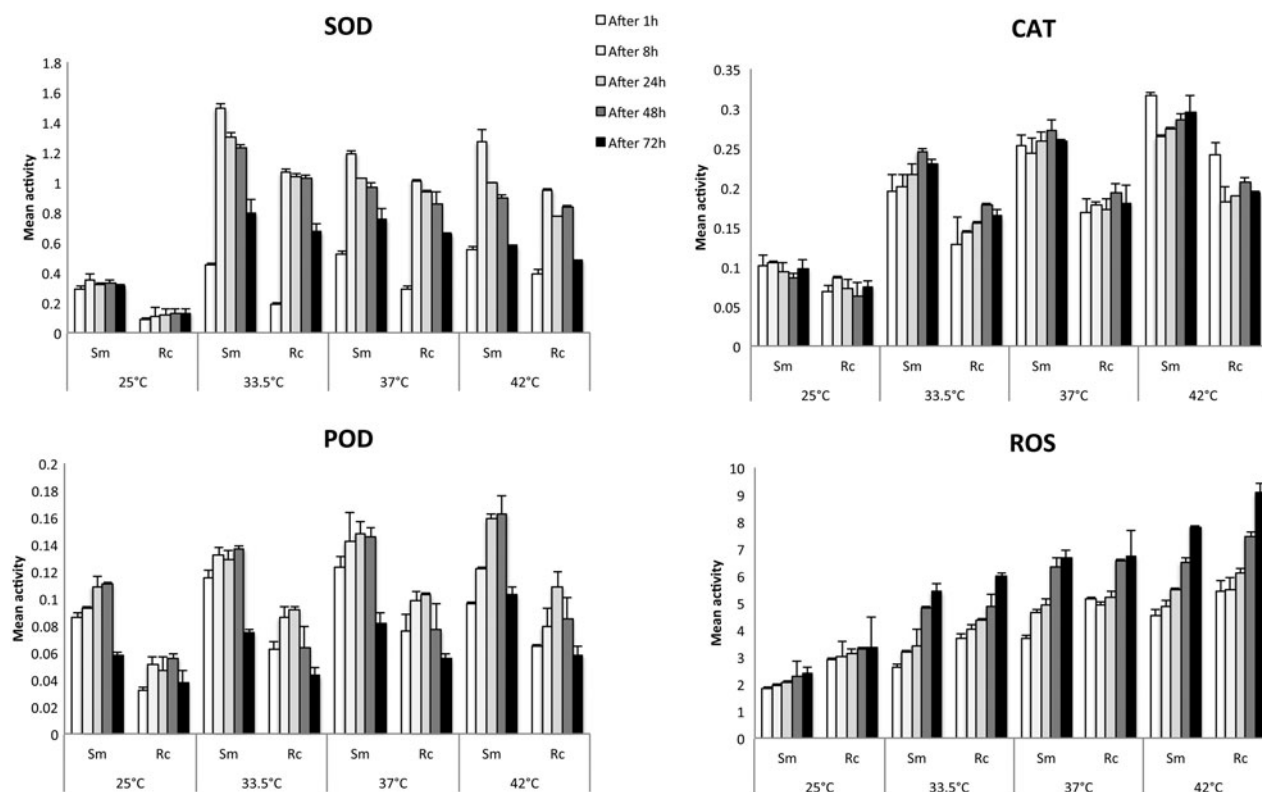 SOD
Mean activity
1.8
1.6
1.4
1.2
1
0.8
0.6
0.4
0.2
0
Sm Rc Sm Rc Sm Rc Sm Rc
25°C 33.5°C 37°C 42°C
After 1h
After 8h
After 24h
After 48h
After 72h
CAT
Mean activity
0.35
0.3
0.25
0.2
0.15
0.1
0.05
0
Sm Rc Sm Rc Sm Rc Sm Rc
25°C 33.5°C 37°C 42°C
POD
Mean activity
0.2
0.18
0.16
0.14
0.12
0.1
0.08
0.06
0.04
0.02
0
Sm Rc Sm Rc Sm Rc Sm Rc
25°C 33.5°C 37°C 42°C
ROS
Mean activity
10
9
8
7
6
5
4
3
2
1
0
Sm Rc Sm Rc Sm Rc Sm Rc
25°C 33.5°C 37°C 42°C